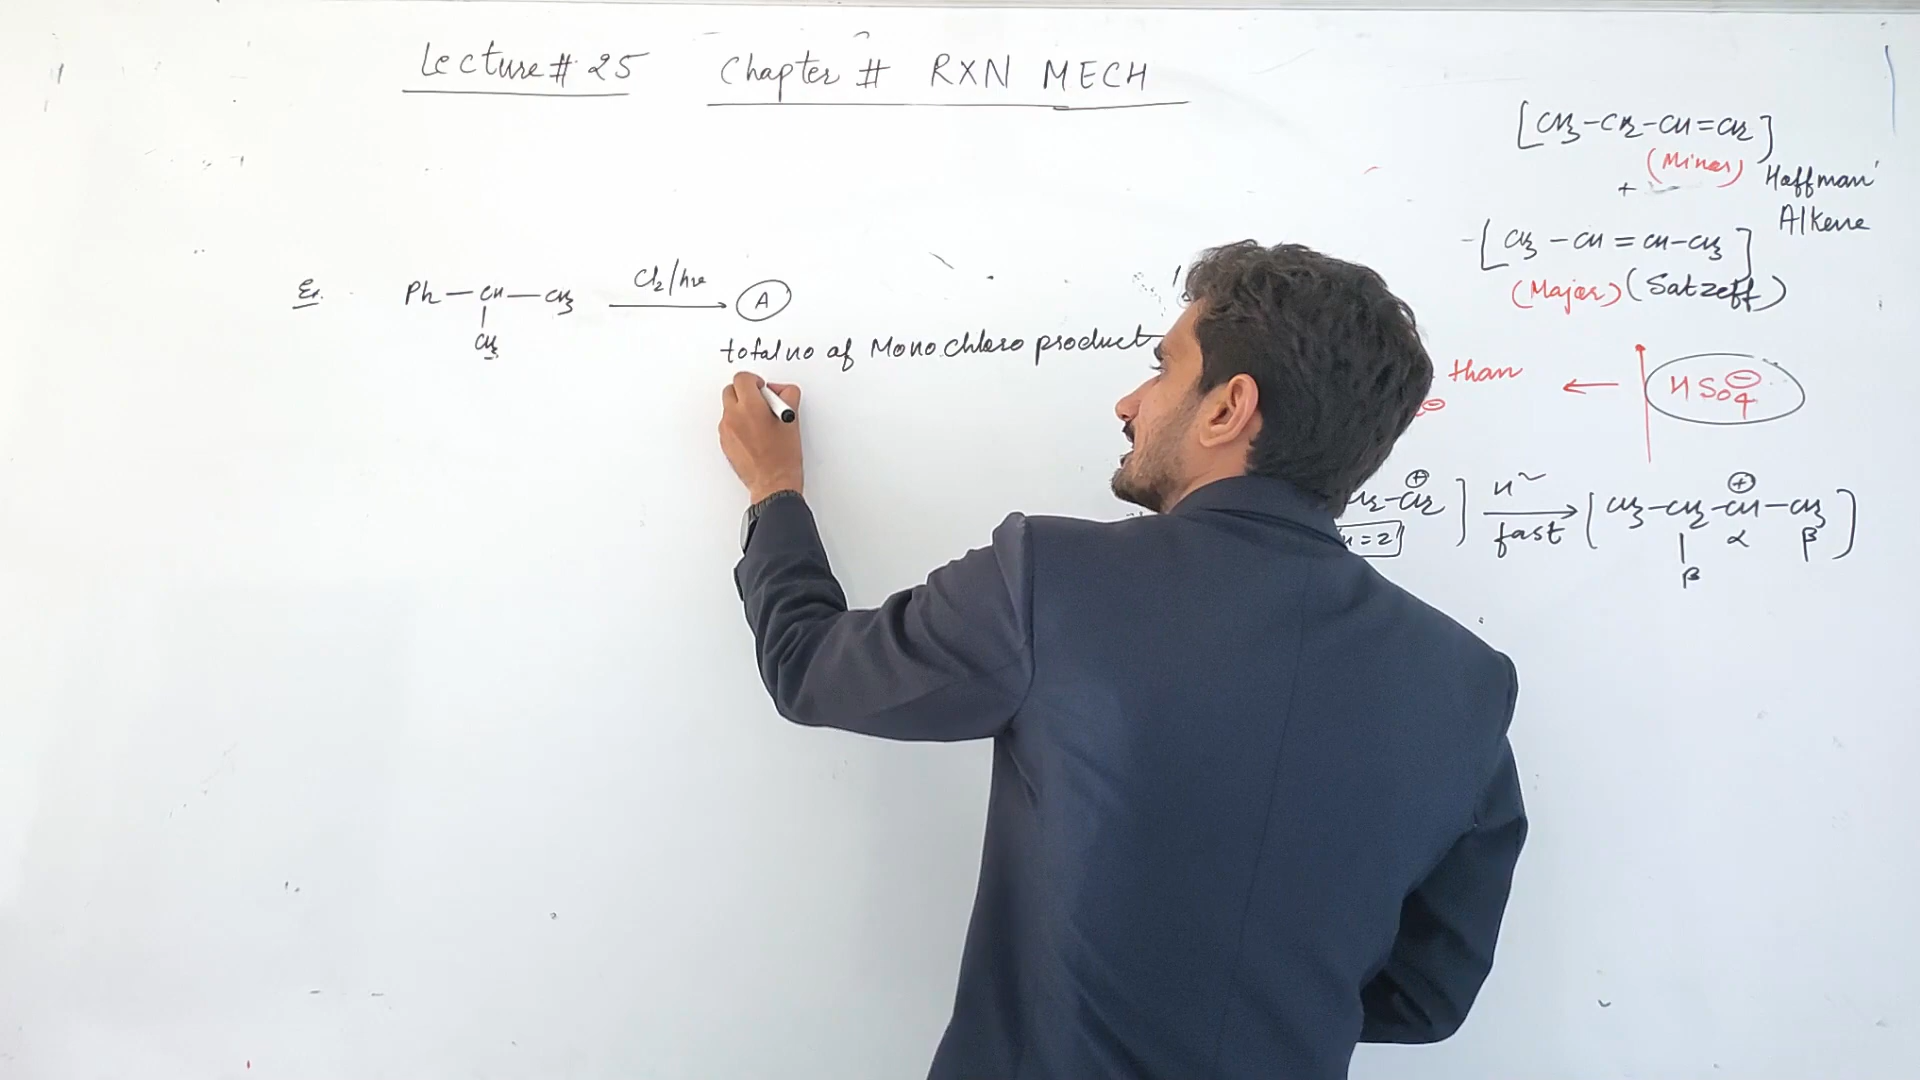 Lecture# 25 Chapter # RXN MECH
Ex. Ph—CH—CH3
CH3
Cl2/hν
A
total no of Mono chloro product
[CH3-CH2-CH=CH2]
(Minor)
Hoffman'
Alkene
+
[CH3-CH=CH-CH3]
(Major) (Satzeff)
than ← HSO4⊖
⊖
-CH2] H~ fast → [CH3-CH2-CH-CH3]
⊕ ⊕
=2
α β
β